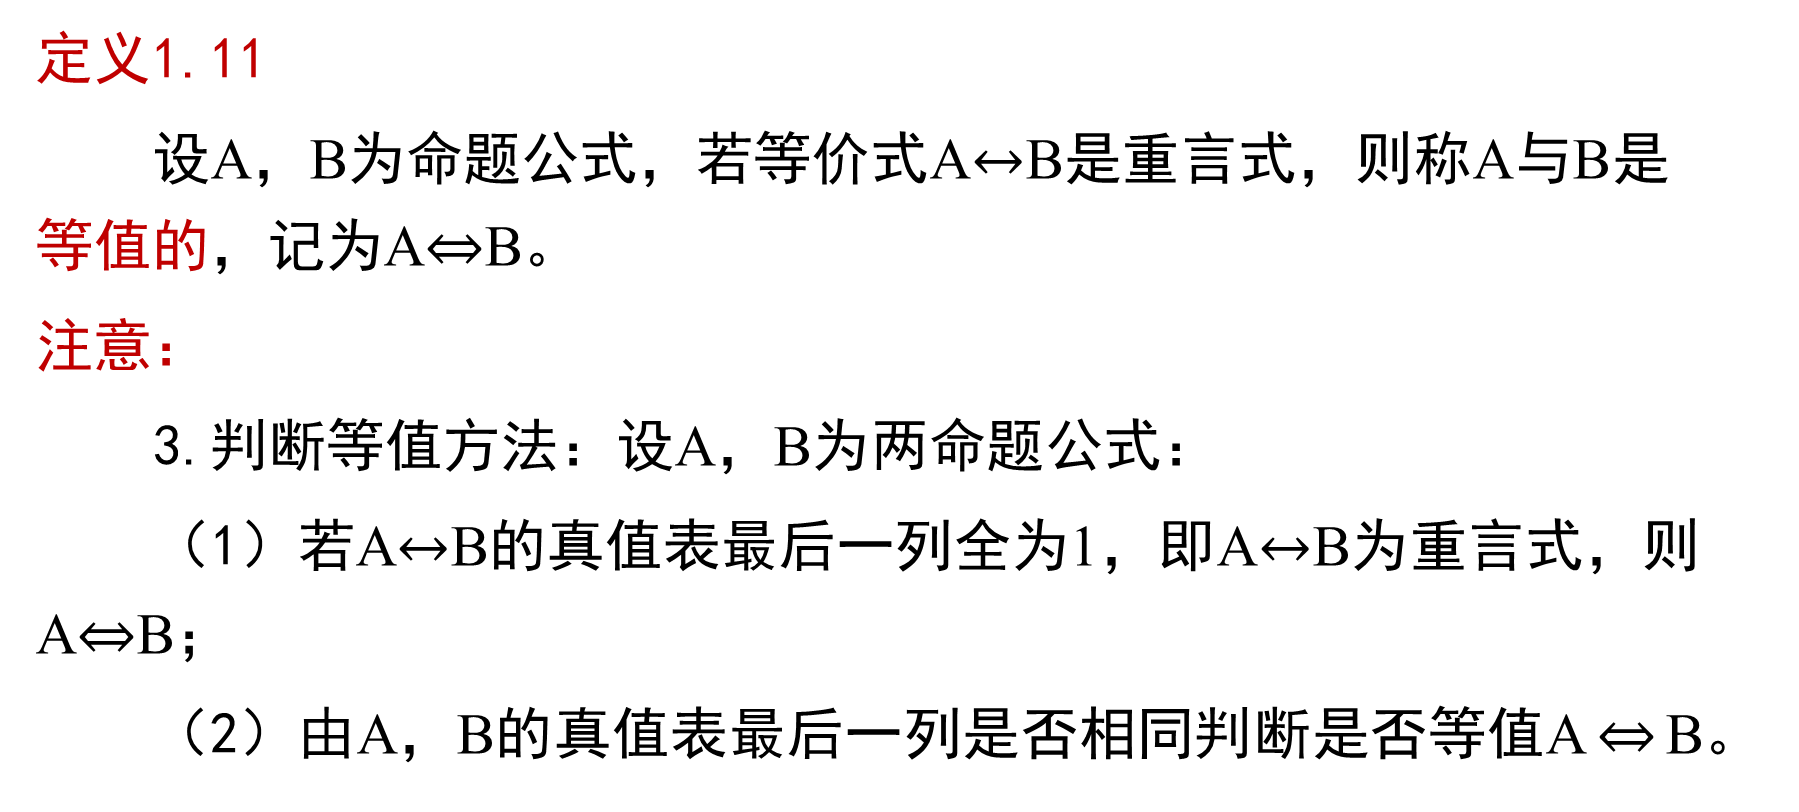 定义1.11
设A，B为命题公式，若等价式A↔B是重言式，则称A与B是
等值的，记为A⇔B。
注意：
3.判断等值方法：设A，B为两命题公式：
（1）若A↔B的真值表最后一列全为1，即A↔B为重言式，则
A⇔B；
（2）由A，B的真值表最后一列是否相同判断是否等值A ⇔ B。